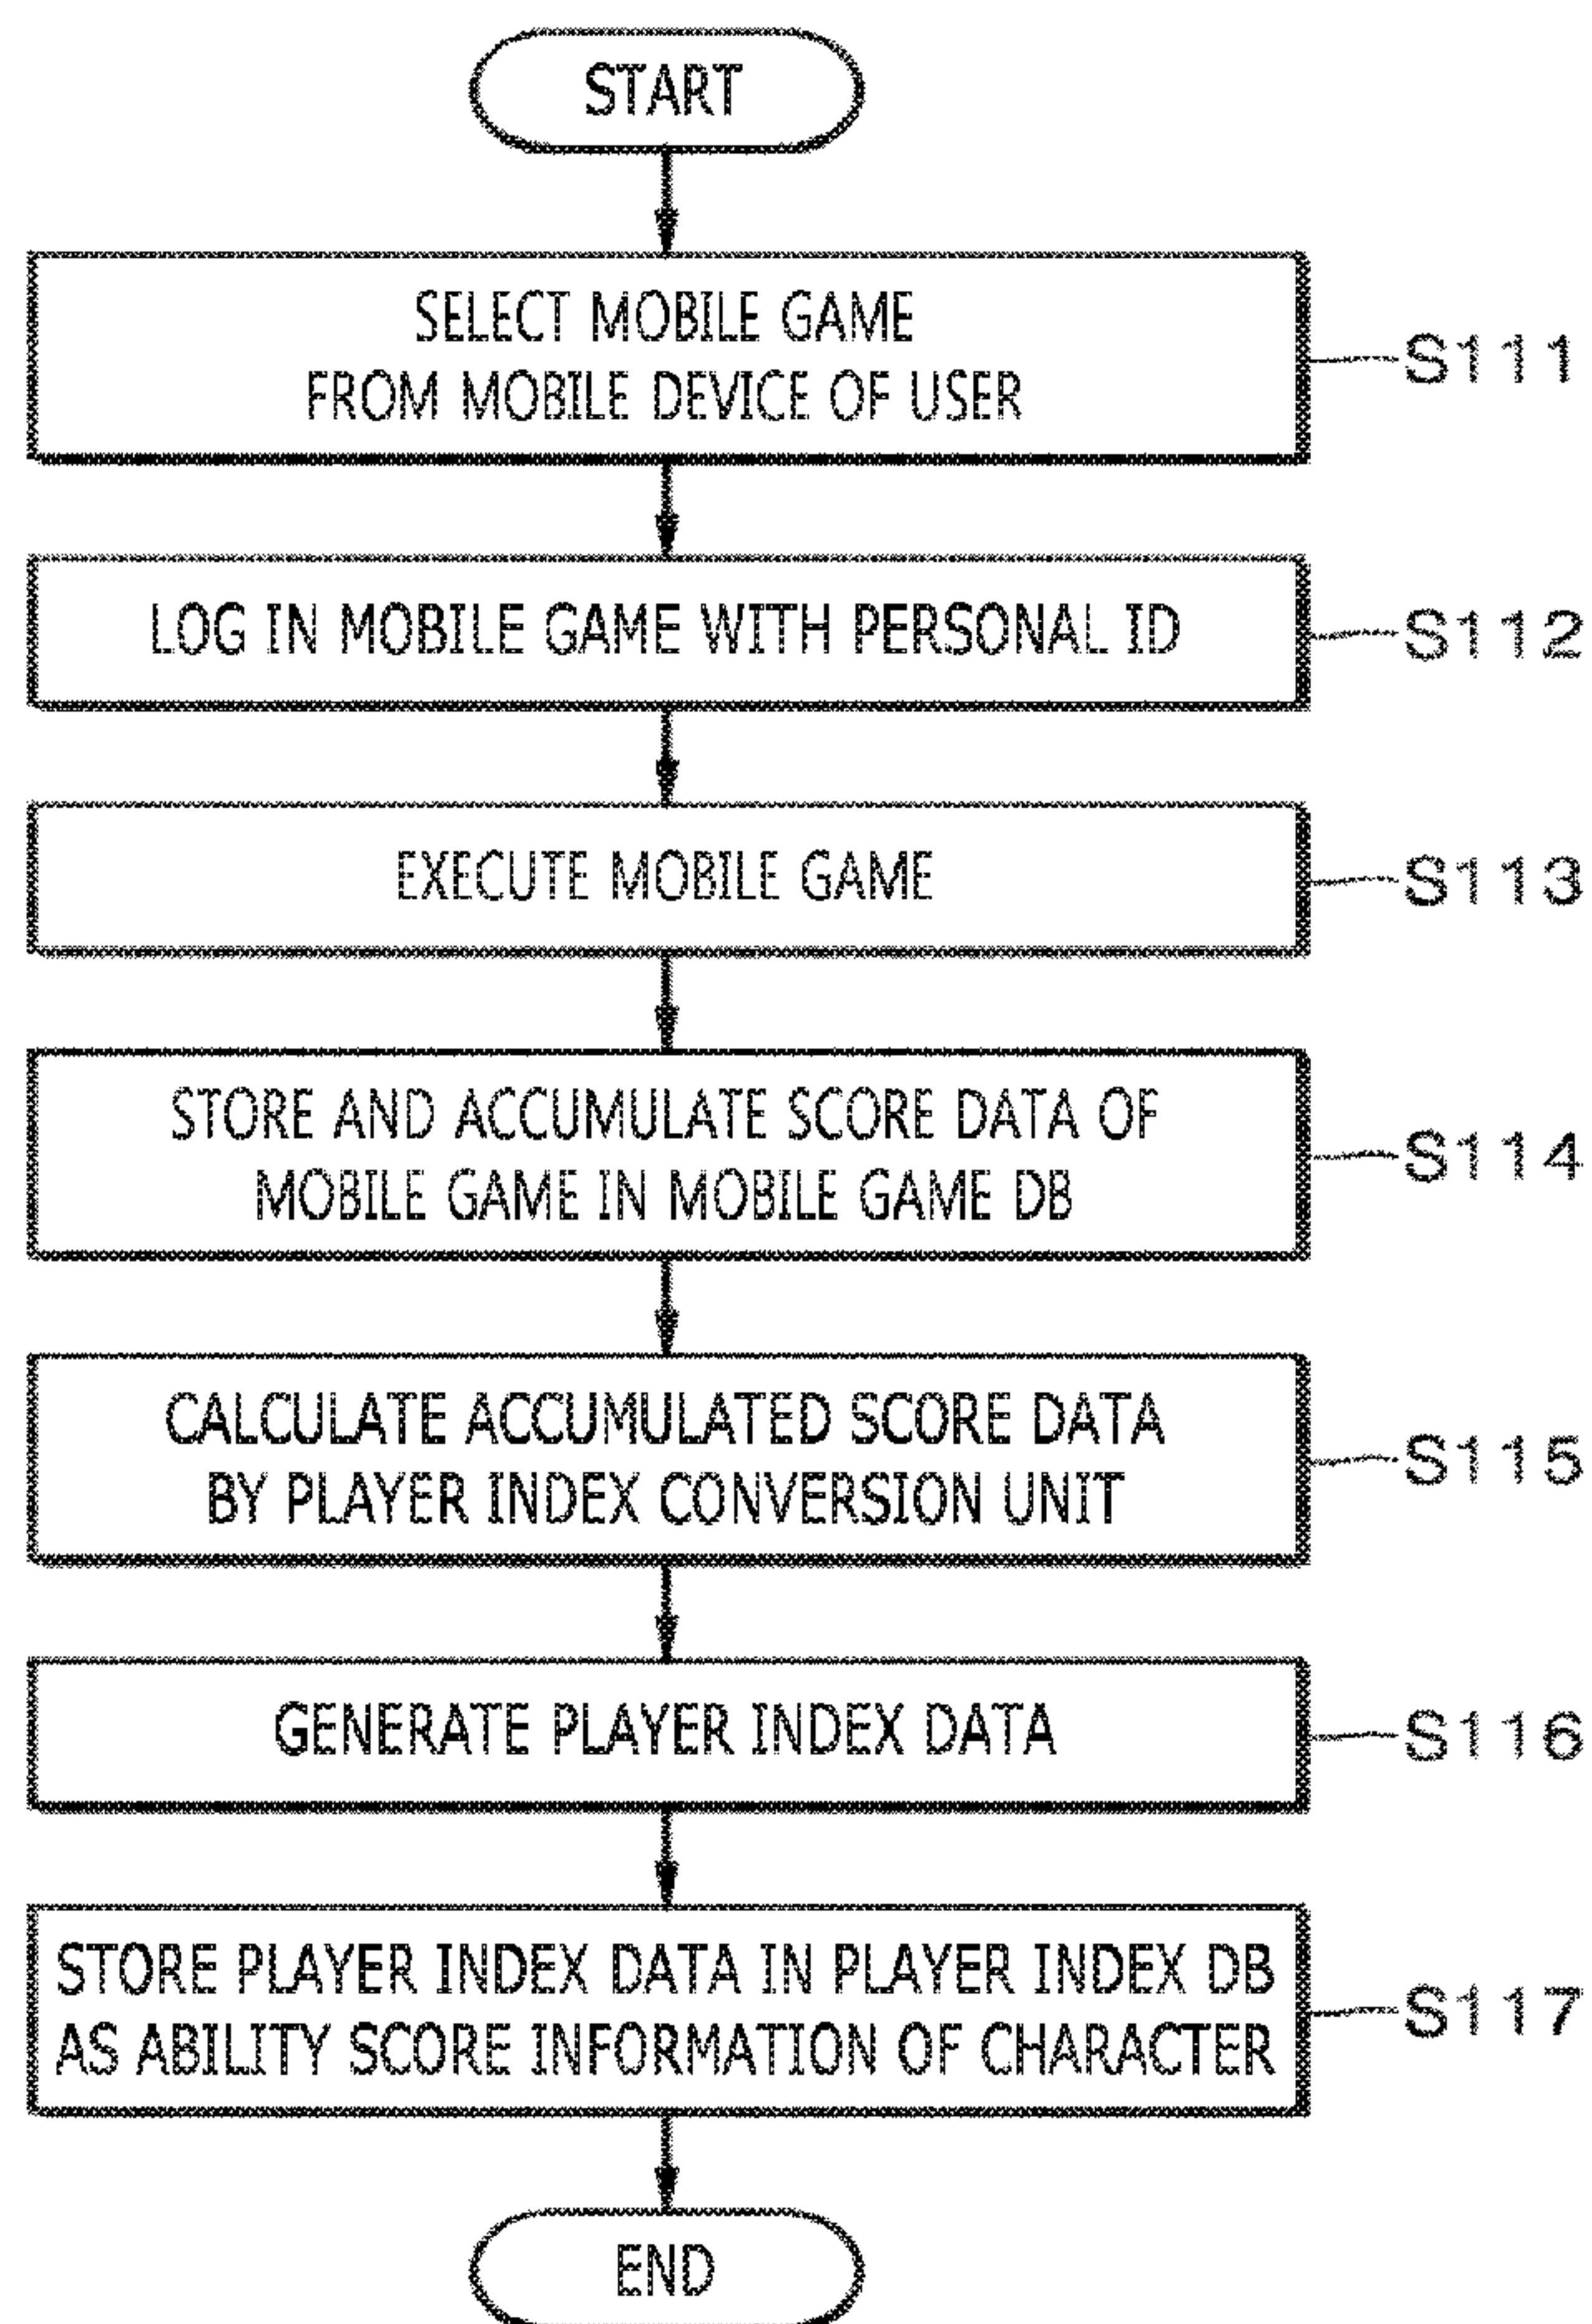 START
SELECT MOBILE GAME
FROM MOBILE DEVICE OF USER
S111
LOG IN MOBILE GAME WITH PERSONAL ID
S112
EXECUTE MOBILE GAME
S113
STORE AND ACCUMULATE SCORE DATA OF
MOBILE GAME IN MOBILE GAME DB
S114
CALCULATE ACCUMULATED SCORE DATA
BY PLAYER INDEX CONVERSION UNIT
S115
GENERATE PLAYER INDEX DATA
S116
STORE PLAYER INDEX DATA IN PLAYER INDEX DB
AS ABILITY SCORE INFORMATION OF CHARACTER
S117
END